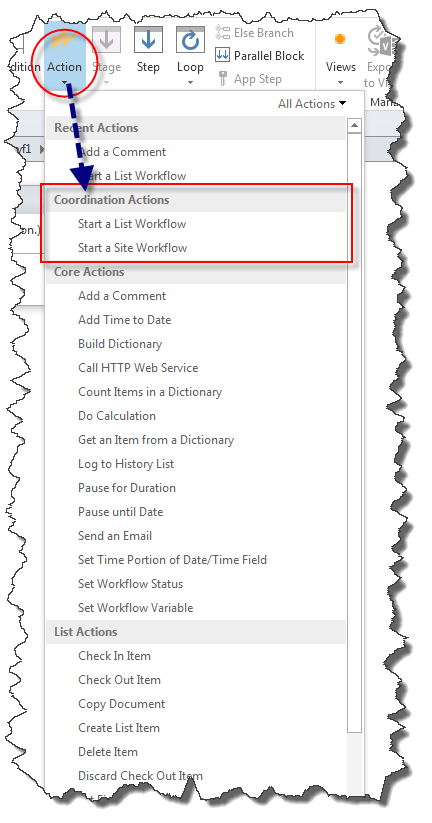 Else Branch
Parallel Block
App Step
Action
Stage
Step
Loop
Views
to
All Actions
Recent Actions
Add a Comment
Start a List Workflow
Coordination Actions
Start a List Workflow
Start a Site Workflow
Core Actions
Add a Comment
Add Time to Date
Build Dictionary
Call HTTP Web Service
Count Items in a Dictionary
Do Calculation
Get an Item from a Dictionary
Log to History List
Pause for Duration
Pause until Date
Send an Email
Set Time Portion of Date/Time Field
Set Workflow Status
Set Workflow Variable
List Actions
Check In Item
Check Out Item
Copy Document
Create List Item
Delete Item
Discard Check Out Item